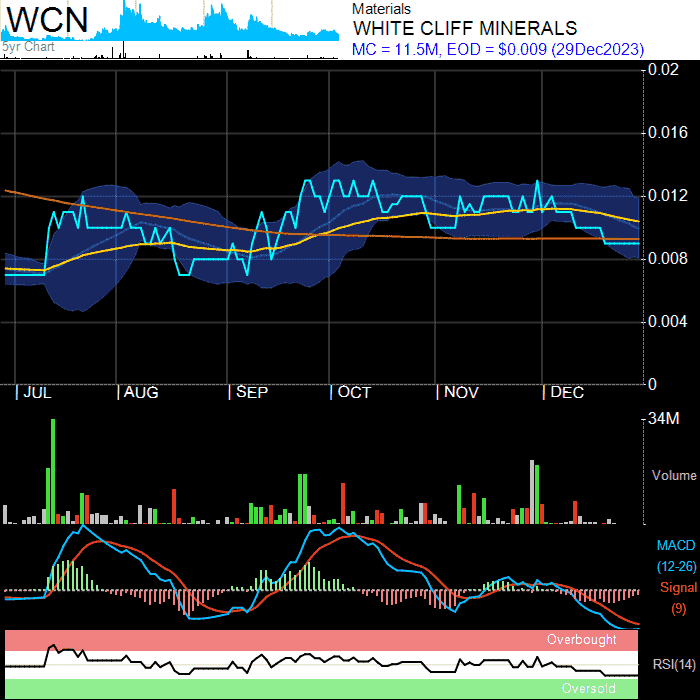 WCN
5yr Chart
Materials
WHITE CLIFF MINERALS
MC = 11.5M, EOD = $0.009 (29Dec2023)
0.02
0.016
0.012
0.008
0.004
0
JUL AUG SEP OCT NOV DEC
34M
Volume
MACD
(12-26)
Signal
(9)
Overbought
RSI(14)
Oversold